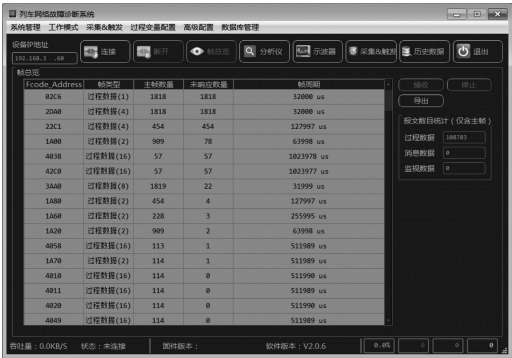 列车网络故障诊断系统
系统管理 工作模式 采集&触发 过程变量配置 高级配置 数据库管理
设备IP地址
192.168.3 .60
连接 断开 帧总览 分析仪 示波器 采集&触发 历史数据 退出
帧总览
Fcode_Address 帧类型 主帧数量 未响应数量 帧周期
02C6 过程数据(1) 1818 1818 32000 us
2DA0 过程数据(4) 1818 1818 32000 us
22C1 过程数据(4) 454 454 127997 us
1A00 过程数据(2) 909 78 63998 us
4038 过程数据(16) 57 57 1023978 us
42C0 过程数据(16) 57 57 1023977 us
3AA0 过程数据(8) 1819 22 31999 us
1A80 过程数据(2) 454 4 127997 us
1A60 过程数据(2) 228 3 255995 us
1A20 过程数据(2) 909 2 63998 us
4058 过程数据(16) 113 1 511989 us
1A70 过程数据(2) 114 1 511989 us
4010 过程数据(16) 114 0 511990 us
4011 过程数据(16) 114 0 511989 us
4020 过程数据(16) 114 0 511990 us
4049 过程数据(16) 114 0 511989 us
接收 停止
导出
报文数目统计(仅含主帧)
过程数据 100783
消息数据 0
监视数据 0
吞吐量:0.0KB/S 状态:未连接 固件版本: 软件版本:V2.0.6 0.0% 0 0 0